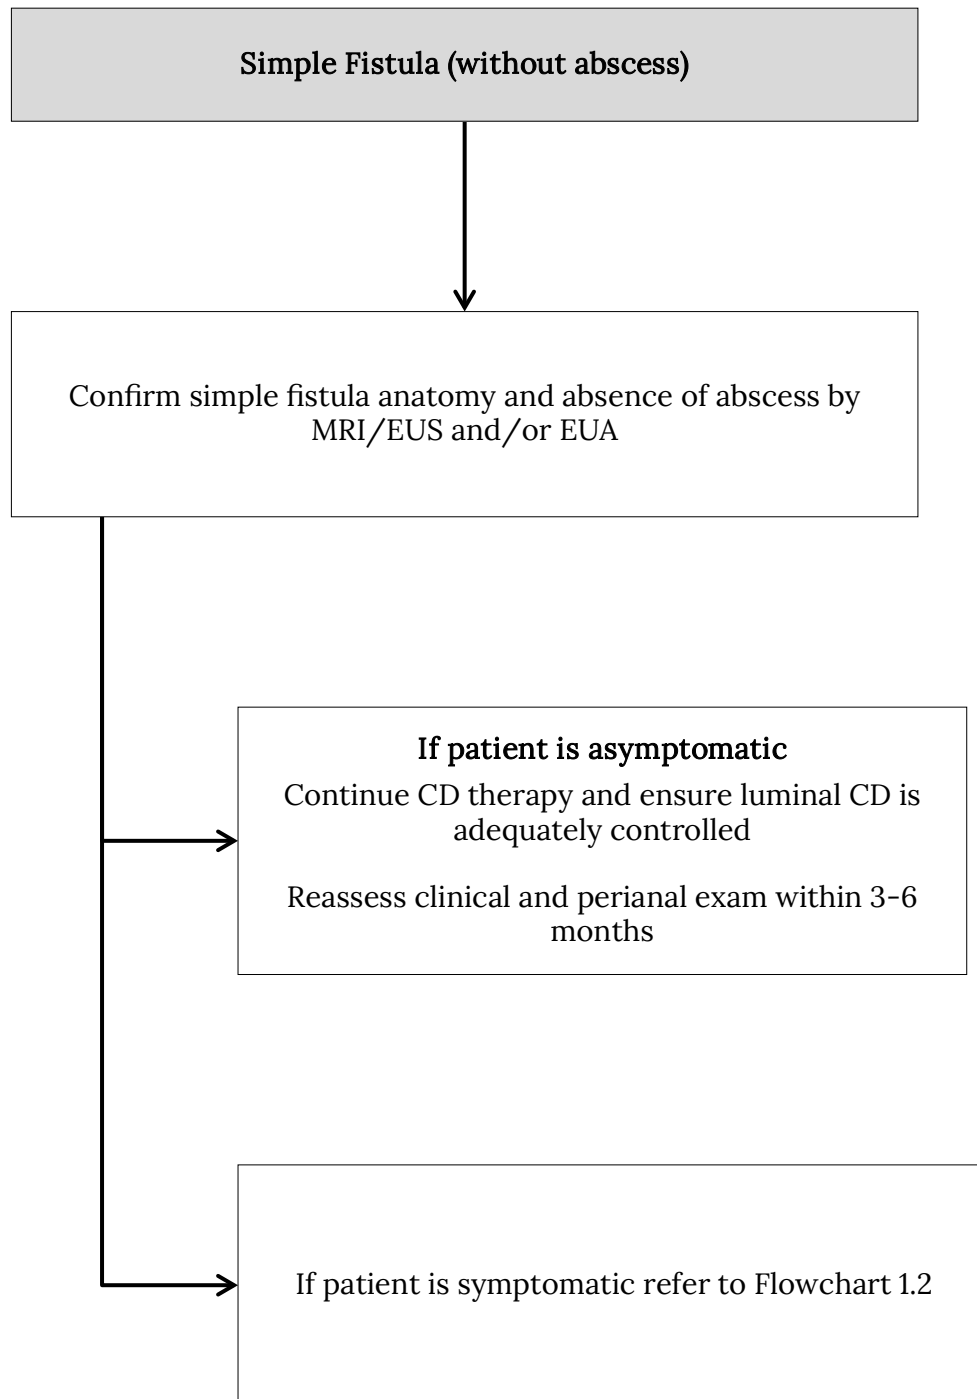 Simple Fistula (without abscess)
Confirm simple fistula anatomy and absence of abscess by
MRI/EUS and/or EUA
If patient is asymptomatic
Continue CD therapy and ensure luminal CD is
adequately controlled
Reassess clinical and perianal exam within 3-6
months
If patient is symptomatic refer to Flowchart 1.2